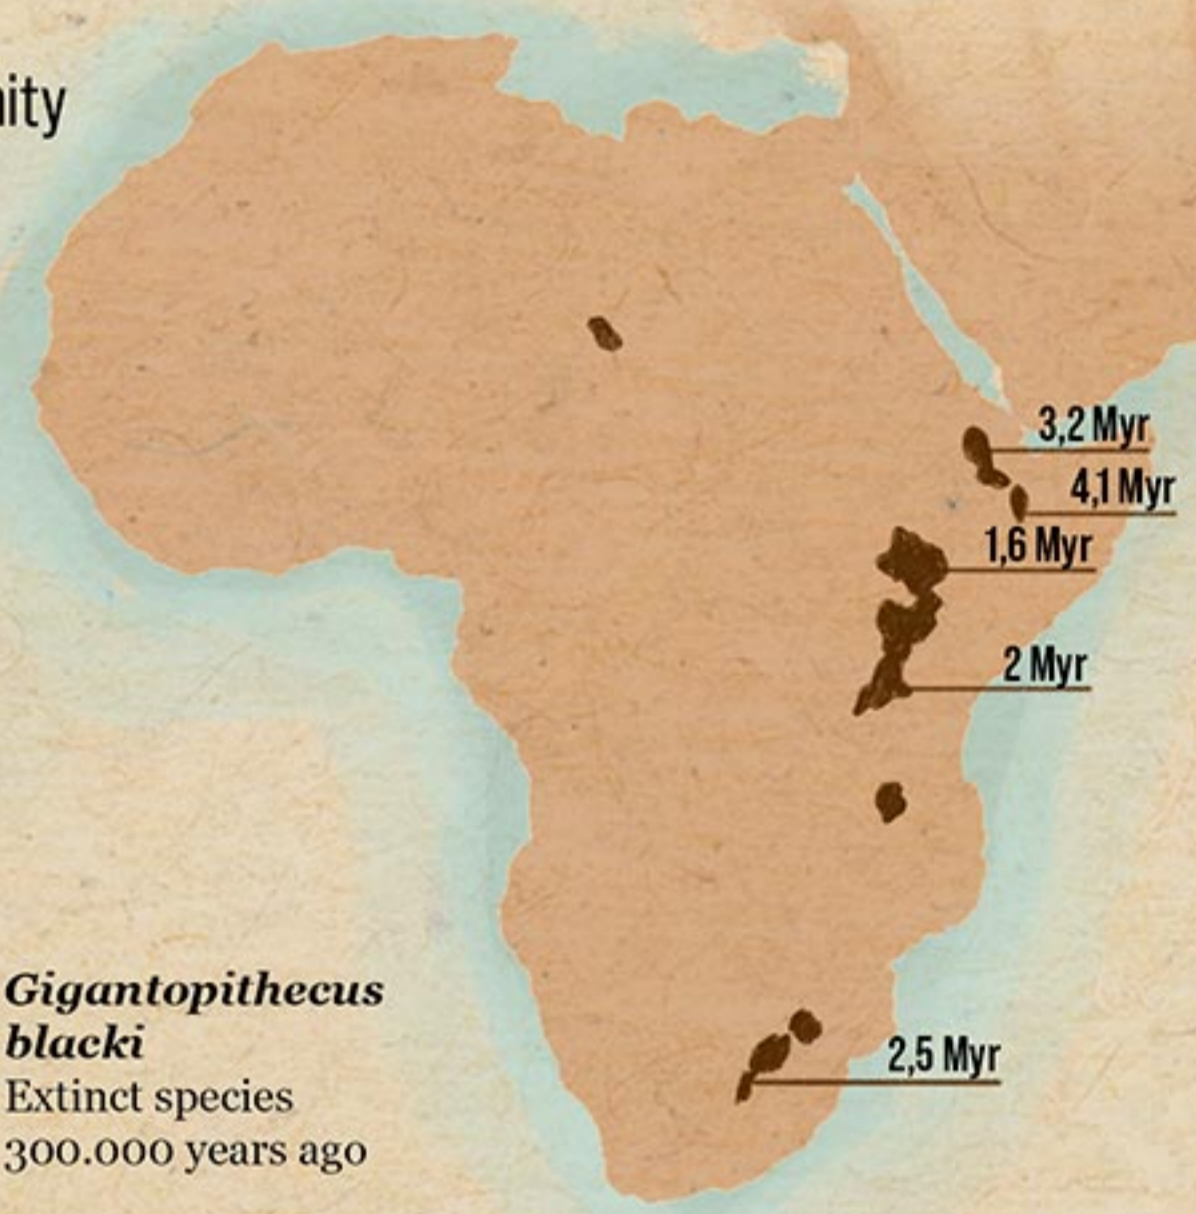 nity
3,2 Myr
4,1 Myr
1,6 Myr
2 Myr
2,5 Myr
Gigantopithecus
blacki
Extinct species
300.000 years ago